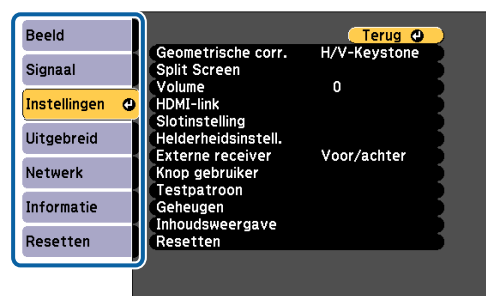 Beeld
Signaal
Instellingen
Uitgebreid
Netwerk
Informatie
Resetten
Terug
Geometrische corr. H/V-Keystone
Split Screen
Volume 0
HDMI-link
Slotinstelling
Helderheidsinstell.
Externe receiver Voor/achter
Knop gebruiker
Testpatroon
Geheugen
Inhoudsweergave
Resetten